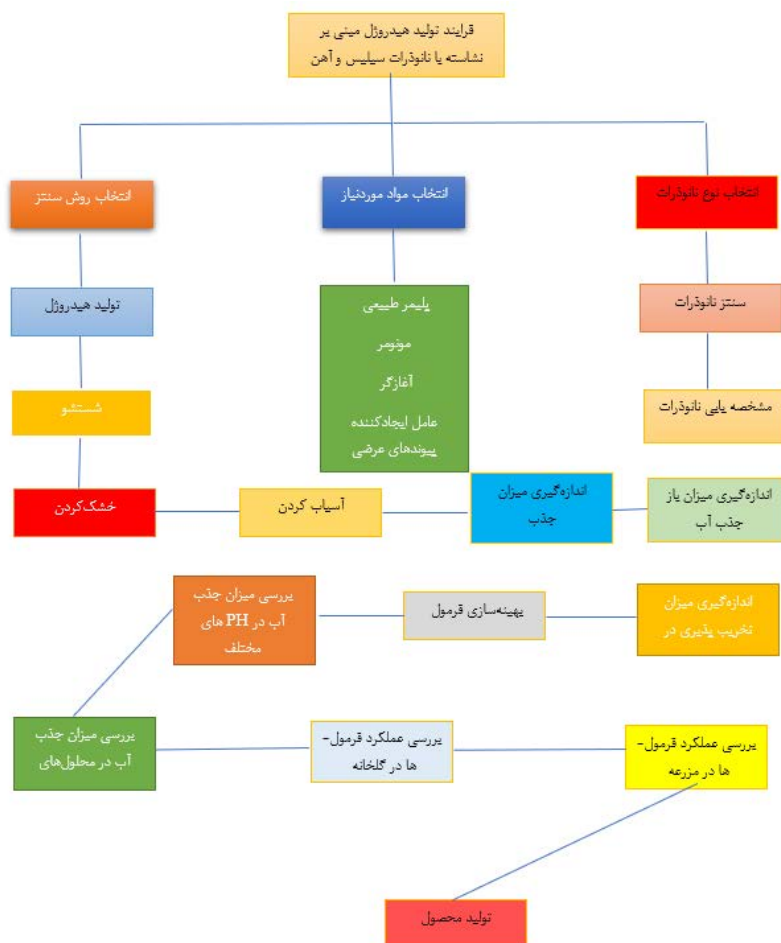 فرایند تولید هیدروژل مبنی بر
نشاسته با نانوذرات سیلیس و آهن
انتخاب نوع نانوذرات
انتخاب مواد موردنیاز
انتخاب روش سنتز
سنتز نانوذرات
مشخصه یابی نانوذرات
پلیمر طبیعی
مونومر
آغازگر
عامل ایجادکننده
پیوندهای عرضی
تولید هیدروژل
شستشو
خشک‌کردن
آسیاب کردن
اندازه‌گیری میزان
جذب
اندازه‌گیری میزان باز
جذب آب
اندازه‌گیری میزان
تخریب پذیری در
بهینه‌سازی فرمول
بررسی میزان جذب
آب در PH های
مختلف
بررسی میزان جذب
آب در محلول‌های
بررسی عملکرد فرمول-
ها در گلخانه
بررسی عملکرد فرمول-
ها در مزرعه
تولید محصول